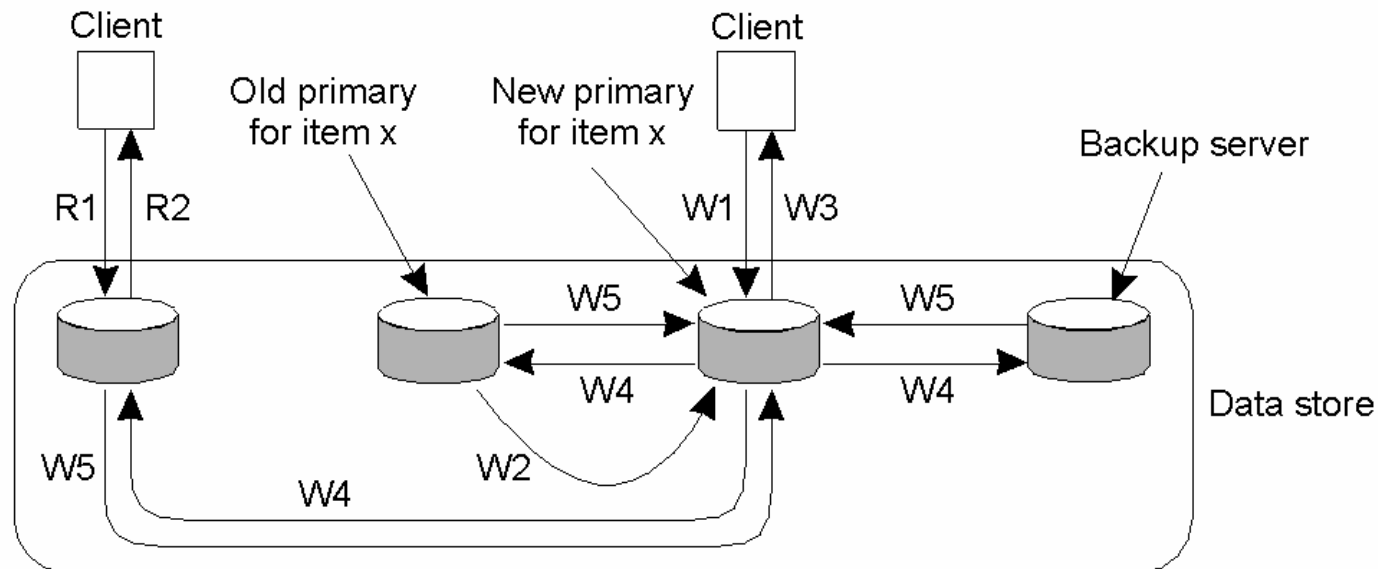 Client
Client
Old primary
for item x
New primary
for item x
Backup server
R1
R2
W1
W3
W5
W5
W4
W4
Data store
W5
W2
W4